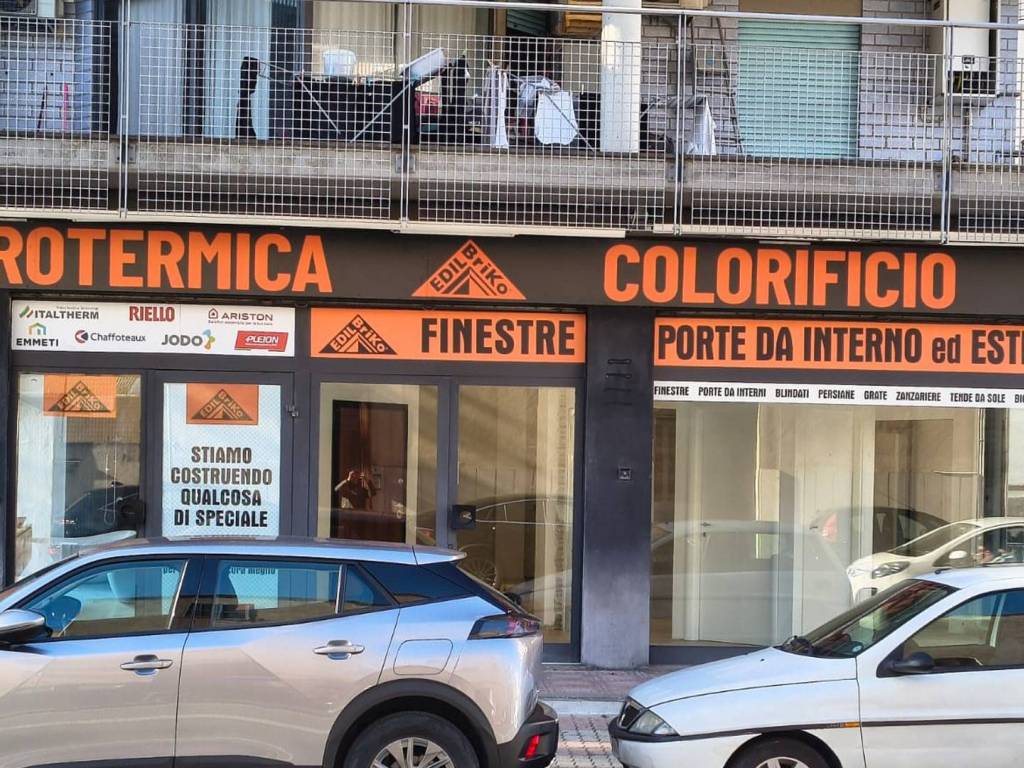 ROTERMICA
EDILBRiKo
COLORIFICIO
ITALTHERM
RIELLO
ARISTON
EMMETI
Chaffoteaux
JODO
PLEION
EDILBRiKo
FINESTRE
PORTE DA INTERNO ed EST
FINESTRE PORTE DA INTERNI BLINDATI PERSIANE GRATE ZANZARIERE TENDE DA SOLE
EDILBRiKo
EDILBRiKo
STIAMO
COSTRUENDO
QUALCOSA
DI SPECIALE